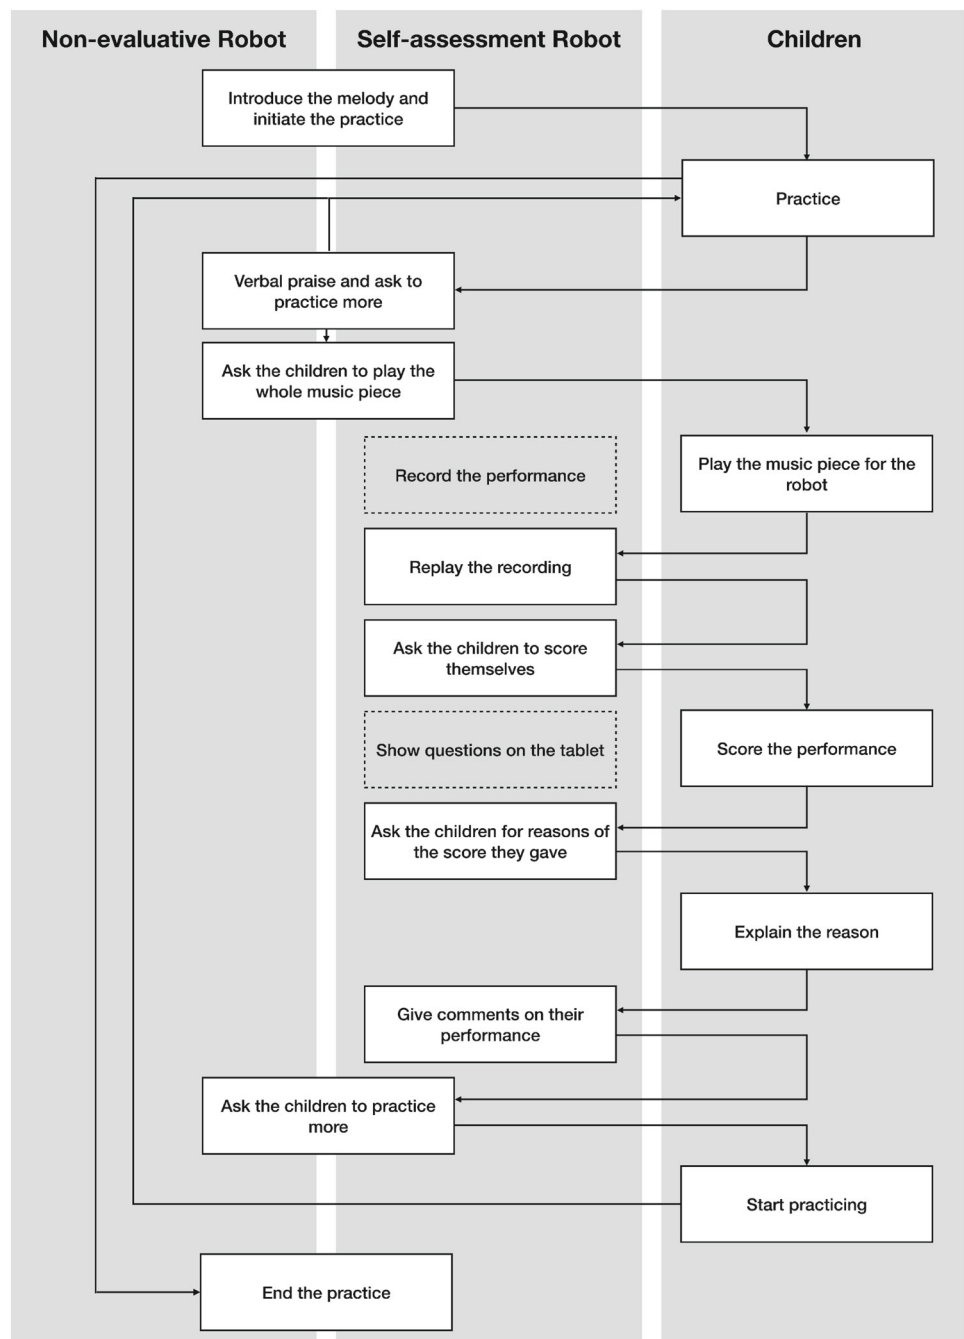 Non-evaluative Robot
Self-assessment Robot
Children
Introduce the melody and
initiate the practice
Practice
Verbal praise and ask to
practice more
Ask the children to play the
whole music piece
Record the performance
Play the music piece for the
robot
Replay the recording
Ask the children to score
themselves
Show questions on the tablet
Score the performance
Ask the children for reasons of
the score they gave
Explain the reason
Give comments on their
performance
Ask the children to practice
more
Start practicing
End the practice